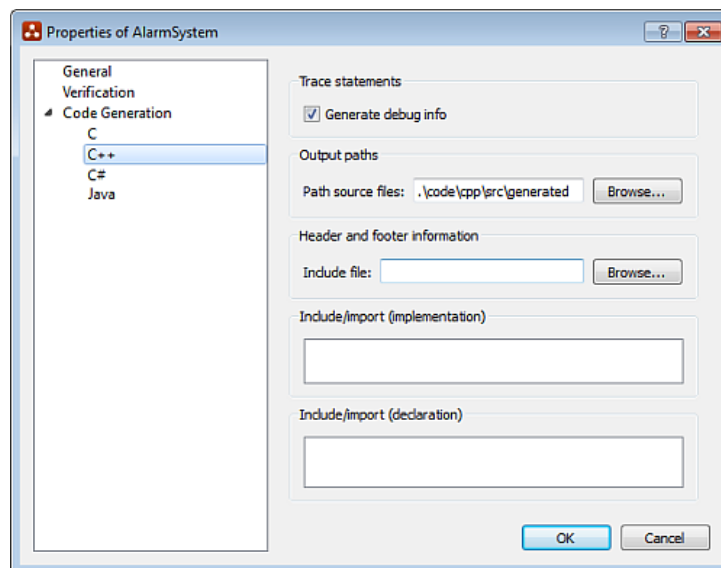 Properties of AlarmSystem
?
General
Verification
Code Generation
C
C++
C#
Java
Trace statements
Generate debug info
Output paths
Path source files: .\code\cpp\src\generated Browse...
Header and footer information
Include file: Browse...
Include/import (implementation)
Include/import (declaration)
OK Cancel